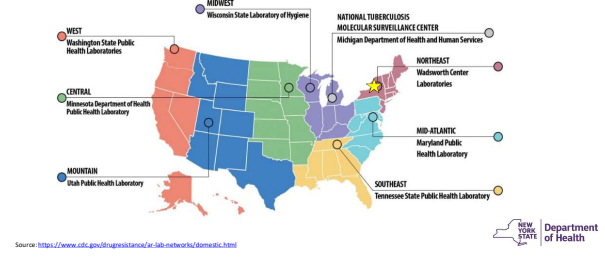 MIDWEST
Wisconsin State Laboratory of Hygiene
NATIONAL TUBERCULOSIS
MOLECULAR SURVEILLANCE CENTER
Michigan Department of Health and Human Services
WEST
Washington State Public
Health Laboratories
NORTHEAST
Wadsworth Center
Laboratories
CENTRAL
Minnesota Department of Health
Public Health Laboratory
MID-ATLANTIC
Maryland Public
Health Laboratory
MOUNTAIN
Utah Public Health Laboratory
SOUTHEAST
Tennessee State Public Health Laboratory
NEW
YORK
STATE
Department
of Health
Source: https://www.cdc.gov/drugresistance/ar-lab-networks/domestic.html